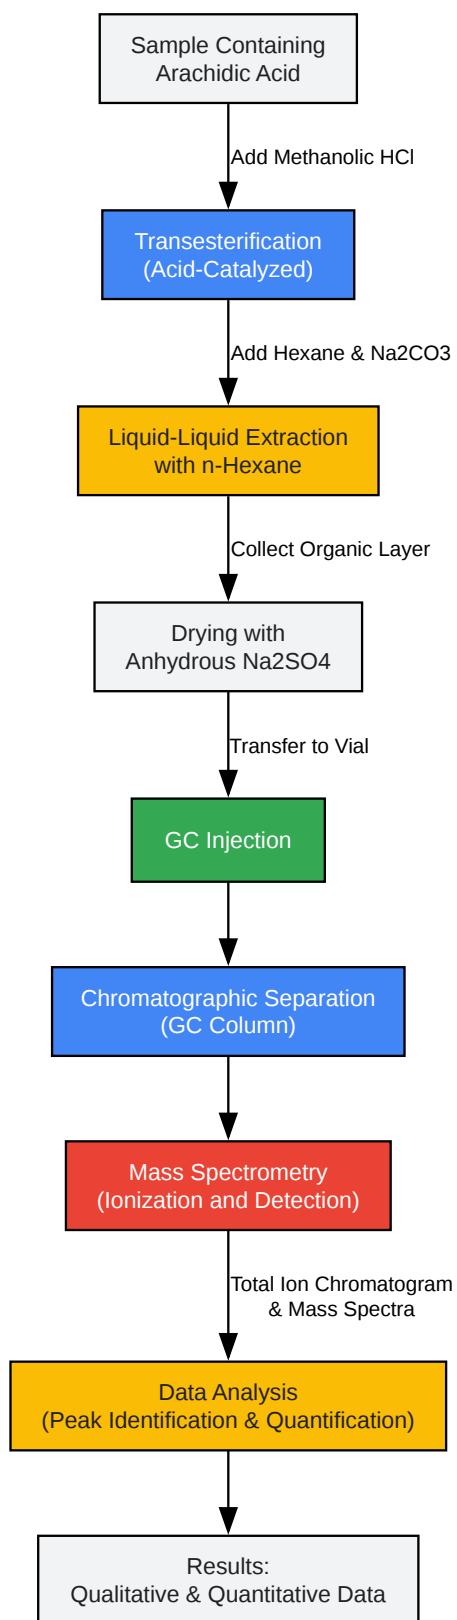 Sample Containing
Arachidic Acid
Add Methanolic HCl
Transesterification
(Acid-Catalyzed)
Add Hexane & Na2CO3
Liquid-Liquid Extraction
with n-Hexane
Collect Organic Layer
Drying with
Anhydrous Na2SO4
Transfer to Vial
GC Injection
Chromatographic Separation
(GC Column)
Mass Spectrometry
(Ionization and Detection)
Total Ion Chromatogram
& Mass Spectra
Data Analysis
(Peak Identification & Quantification)
Results:
Qualitative & Quantitative Data